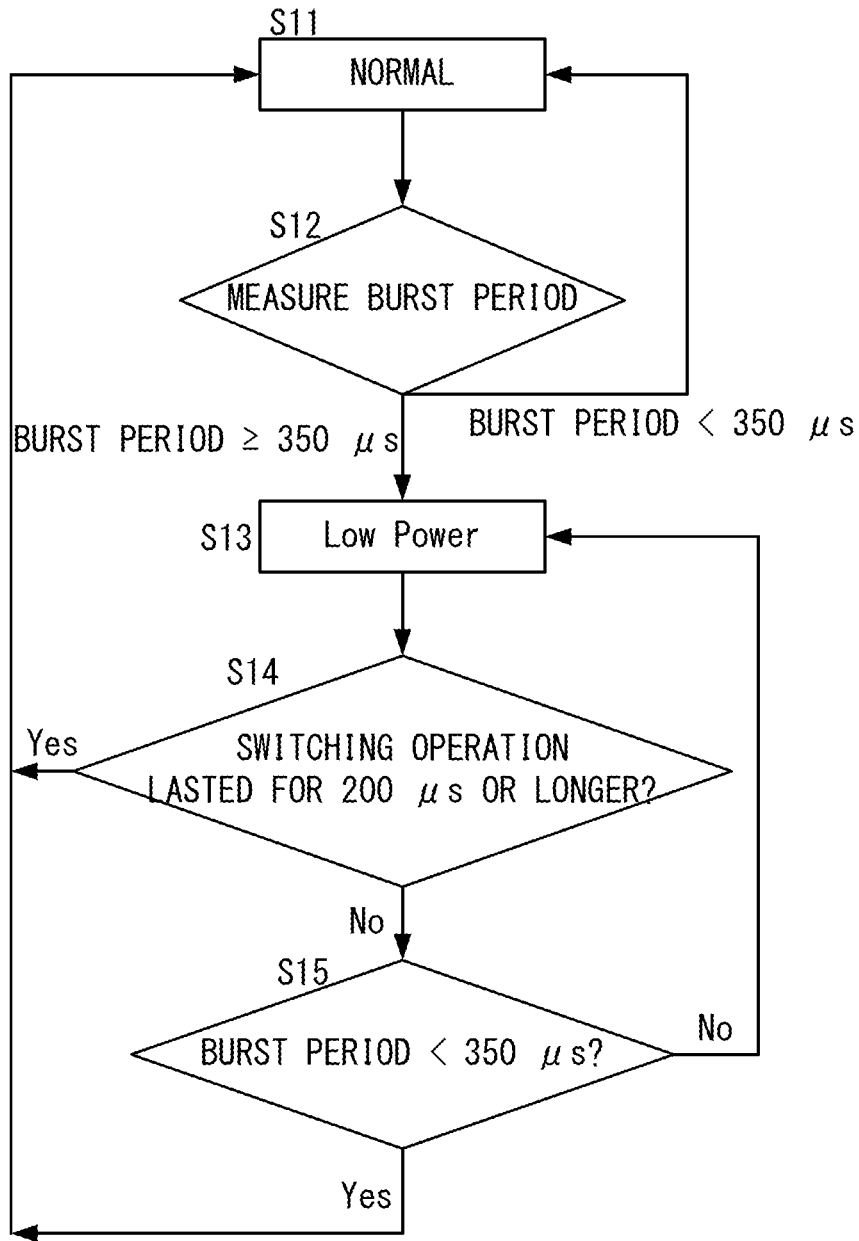 S11
NORMAL
S12
MEASURE BURST PERIOD
BURST PERIOD ≥ 350 μs
BURST PERIOD < 350 μs
S13
Low Power
S14
Yes
SWITCHING OPERATION
LASTED FOR 200 μs OR LONGER?
No
S15
BURST PERIOD < 350 μs?
No
Yes